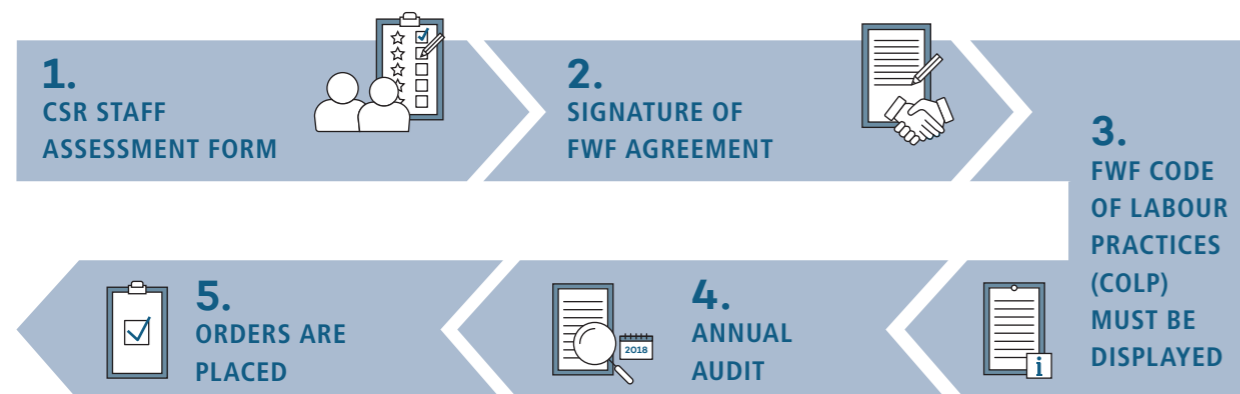 1.
CSR STAFF
ASSESSMENT FORM
2.
SIGNATURE OF
FWF AGREEMENT
3.
FWF CODE
OF LABOUR
PRACTICES
(COLP)
MUST BE
DISPLAYED
i
4.
ANNUAL
AUDIT
2018
5.
ORDERS ARE
PLACED